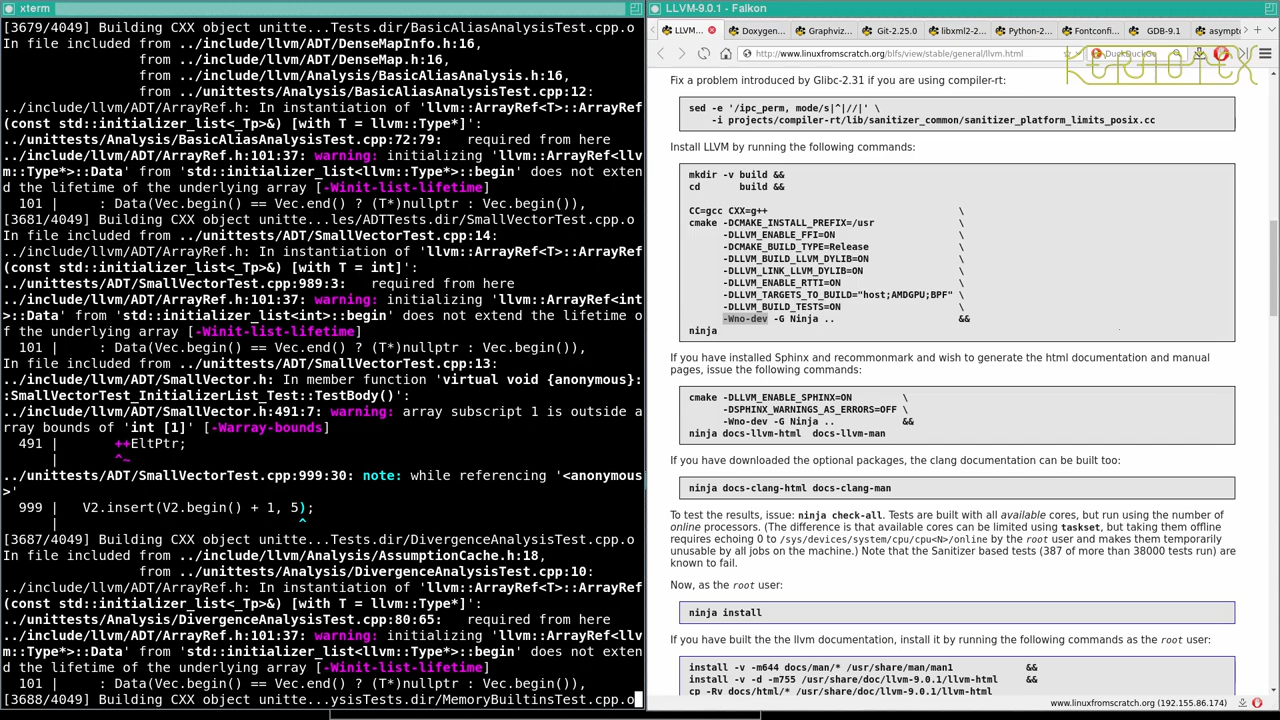 xterm
[3679/4049] Building CXX object unitte...Tests.dir/BasicAliasAnalysisTest.cpp.o
In file included from ../include/llvm/ADT/DenseMapInfo.h:16,
from ../include/llvm/ADT/DenseMap.h:16,
from ../include/llvm/Analysis/BasicAliasAnalysis.h:16,
from ../unittests/Analysis/BasicAliasAnalysisTest.cpp:12:
../include/llvm/ADT/ArrayRef.h: In instantiation of 'llvm::ArrayRef<T>::ArrayRef
(const std::initializer_list<_Tp>&) [with T = llvm::Type*]':
../unittests/Analysis/BasicAliasAnalysisTest.cpp:72:79:   required from here
../include/llvm/ADT/ArrayRef.h:101:37: warning: initializing 'llvm::ArrayRef<llv
m::Type*>::Data' from 'std::initializer_list<llvm::Type*>::begin' does not exten
d the lifetime of the underlying array [-Winit-list-lifetime]
101 |     : Data(Vec.begin() == Vec.end() ? (T*)nullptr : Vec.begin()),
[3681/4049] Building CXX object unitte...les/ADTTests.dir/SmallVectorTest.cpp.o
In file included from ../unittests/ADT/SmallVectorTest.cpp:14:
../include/llvm/ADT/ArrayRef.h: In instantiation of 'llvm::ArrayRef<T>::ArrayRef
(const std::initializer_list<_Tp>&) [with T = int]':
../unittests/ADT/SmallVectorTest.cpp:989:3:   required from here
../include/llvm/ADT/ArrayRef.h:101:37: warning: initializing 'llvm::ArrayRef<int
>::Data' from 'std::initializer_list<int>::begin' does not extend the lifetime o
f the underlying array [-Winit-list-lifetime]
101 |     : Data(Vec.begin() == Vec.end() ? (T*)nullptr : Vec.begin()),
In file included from ../unittests/ADT/SmallVectorTest.cpp:13:
../include/llvm/ADT/SmallVector.h: In member function 'virtual void {anonymous}:
:SmallVectorTest_InitializerList_Test::TestBody()':
../include/llvm/ADT/SmallVector.h:491:7: warning: array subscript 1 is outside a
rray bounds of 'int [1]' [-Warray-bounds]
491 |       ++EltPtr;
|       ^~
../unittests/ADT/SmallVectorTest.cpp:999:30: note: while referencing '<anonymous
>'
999 |   V2.insert(V2.begin() + 1, 5);
|                              ^
[3687/4049] Building CXX object unitte...Tests.dir/DivergenceAnalysisTest.cpp.o
In file included from ../include/llvm/Analysis/AssumptionCache.h:18,
from ../unittests/Analysis/DivergenceAnalysisTest.cpp:10:
../include/llvm/ADT/ArrayRef.h: In instantiation of 'llvm::ArrayRef<T>::ArrayRef
(const std::initializer_list<_Tp>&) [with T = llvm::Type*]':
../unittests/Analysis/DivergenceAnalysisTest.cpp:80:65:   required from here
../include/llvm/ADT/ArrayRef.h:101:37: warning: initializing 'llvm::ArrayRef<llv
m::Type*>::Data' from 'std::initializer_list<llvm::Type*>::begin' does not exten
d the lifetime of the underlying array [-Winit-list-lifetime]
101 |     : Data(Vec.begin() == Vec.end() ? (T*)nullptr : Vec.begin()),
[3688/4049] Building CXX object unitte...ysisTests.dir/MemoryBuiltinsTest.cpp.o
LLVM-9.0.1 - Falkon
LLVM... Doxygen... Graphviz... Git-2.25.0 libxml2-2... Python-2... Fontconfi... GDB-9.1 asympto
http://www.linuxfromscratch.org/blfs/view/stable/general/llvm.html DuckDuckGo
KERNOTEX
Fix a problem introduced by Glibc-2.31 if you are using compiler-rt:
sed -e '/ipc_perm, mode/s|^|//|' \
-i projects/compiler-rt/lib/sanitizer_common/sanitizer_platform_limits_posix.cc
Install LLVM by running the following commands:
mkdir -v build &&
cd       build &&
CC=gcc CXX=g++ \
cmake -DCMAKE_INSTALL_PREFIX=/usr \
-DLLVM_ENABLE_FFI=ON \
-DCMAKE_BUILD_TYPE=Release \
-DLLVM_BUILD_LLVM_DYLIB=ON \
-DLLVM_LINK_LLVM_DYLIB=ON \
-DLLVM_ENABLE_RTTI=ON \
-DLLVM_TARGETS_TO_BUILD="host;AMDGPU;BPF" \
-DLLVM_BUILD_TESTS=ON \
-Wno-dev -G Ninja .. &&
ninja
If you have installed Sphinx and recommonmark and wish to generate the html documentation and manual
pages, issue the following commands:
cmake -DLLVM_ENABLE_SPHINX=ON \
-DSPHINX_WARNINGS_AS_ERRORS=OFF \
-Wno-dev -G Ninja .. &&
ninja docs-llvm-html  docs-llvm-man
If you have downloaded the optional packages, the clang documentation can be built too:
ninja docs-clang-html docs-clang-man
To test the results, issue: ninja check-all. Tests are built with all available cores, but run using the number of
online processors. (The difference is that available cores can be limited using taskset, but taking them offline
requires echoing 0 to /sys/devices/system/cpu/cpu<N>/online by the root user and makes them temporarily
unusable by all jobs on the machine.) Note that the Sanitizer based tests (387 of more than 38000 tests run) are
known to fail.
Now, as the root user:
ninja install
If you have built the the llvm documentation, install it by running the following commands as the root user:
install -v -m644 docs/man/* /usr/share/man/man1 &&
install -v -d -m755 /usr/share/doc/llvm-9.0.1/llvm-html &&
cp -Rv docs/html/* /usr/share/doc/llvm-9.0.1/llvm-html
www.linuxfromscratch.org (192.155.86.174)